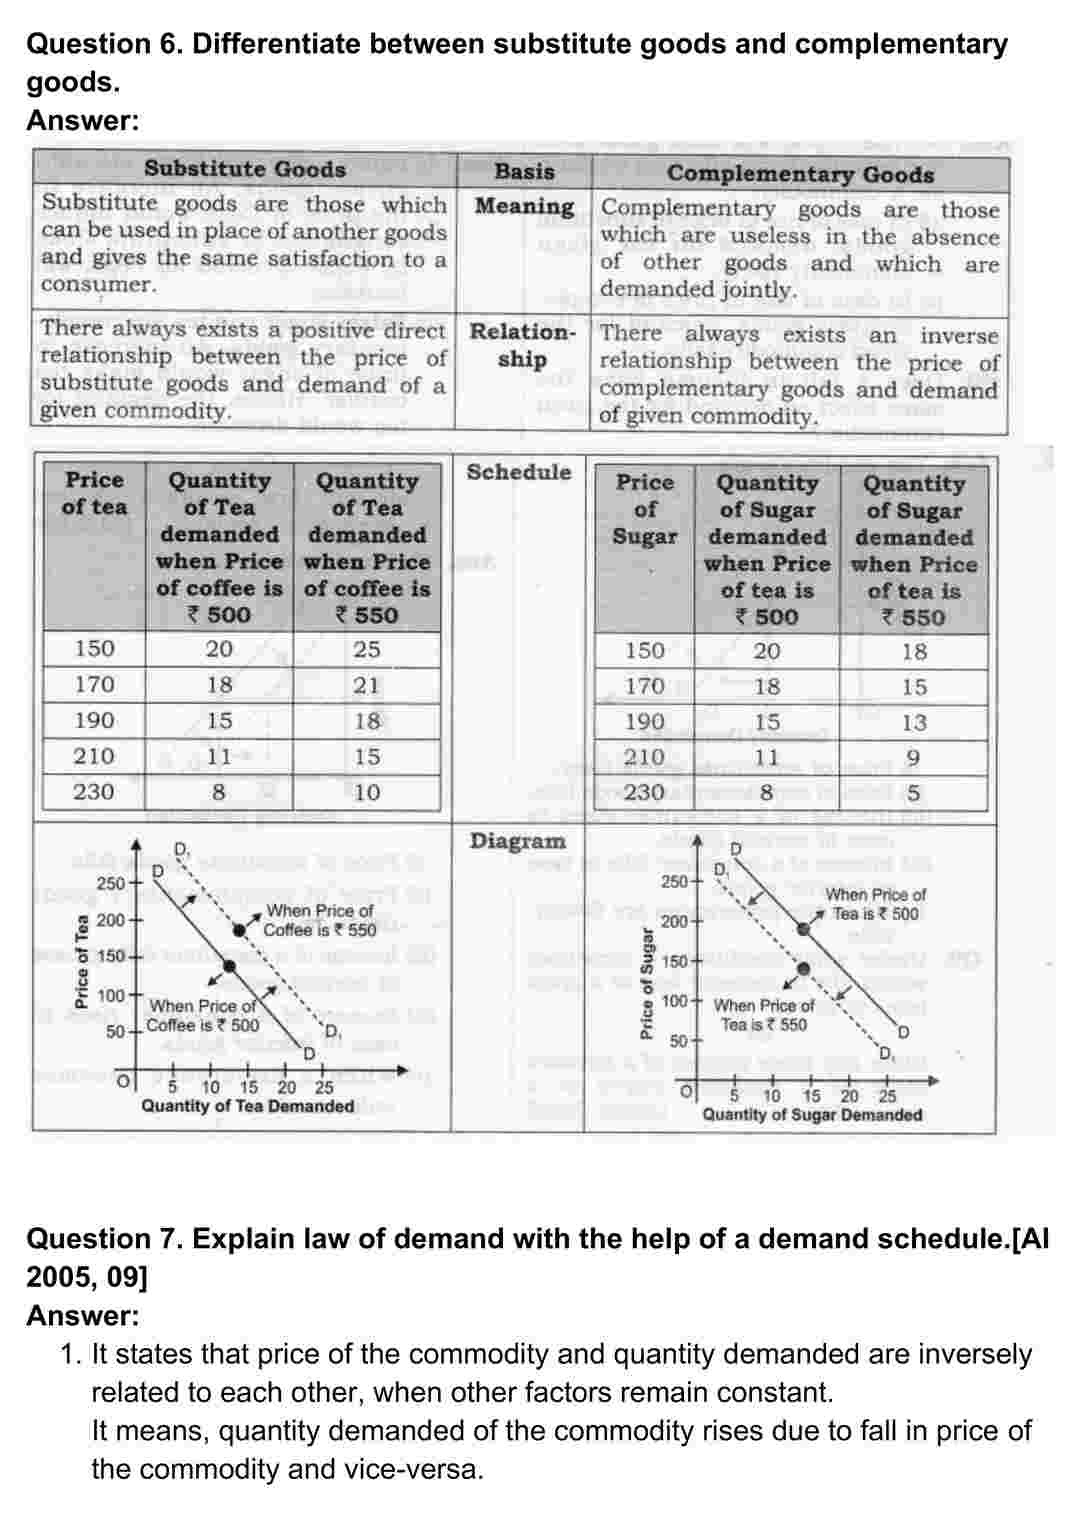 Question 6. Differentiate between substitute goods and complementary
goods.
Answer:
Substitute Goods Basis Complementary Goods
Substitute goods are those which
can be used in place of another goods
and gives the same satisfaction to a
consumer.
Meaning
Complementary goods are those
which are useless in the absence
of other goods and which are
demanded jointly.
There always exists a positive direct
relationship between the price of
substitute goods and demand of a
given commodity.
Relation-
ship
There always exists an inverse
relationship between the price of
complementary goods and demand
of given commodity.
Price
of tea
Quantity
of Tea
demanded
when Price
of coffee is
₹ 500
Quantity
of Tea
demanded
when Price
of coffee is
₹ 550
150 20 25
170 18 21
190 15 18
210 11 15
230 8 10
Schedule
Price
of
Sugar
Quantity
of Sugar
demanded
when Price
of tea is
₹ 500
Quantity
of Sugar
demanded
when Price
of tea is
₹ 550
150 20 18
170 18 15
190 15 13
210 11 9
230 8 5
D₁
D
250
200
150
100
50
Price of Tea
When Price of
Coffee is ₹ 550
When Price of
Coffee is ₹ 500
D₁
D
O 5 10 15 20 25
Quantity of Tea Demanded
Diagram
D
D₁
250
200
150
100
50
Price of Sugar
When Price of
Tea is ₹ 500
When Price of
Tea is ₹ 550
D
D₁
O 5 10 15 20 25
Quantity of Sugar Demanded
Question 7. Explain law of demand with the help of a demand schedule.[AI
2005, 09]
Answer:
1. It states that price of the commodity and quantity demanded are inversely
related to each other, when other factors remain constant.
It means, quantity demanded of the commodity rises due to fall in price of
the commodity and vice-versa.